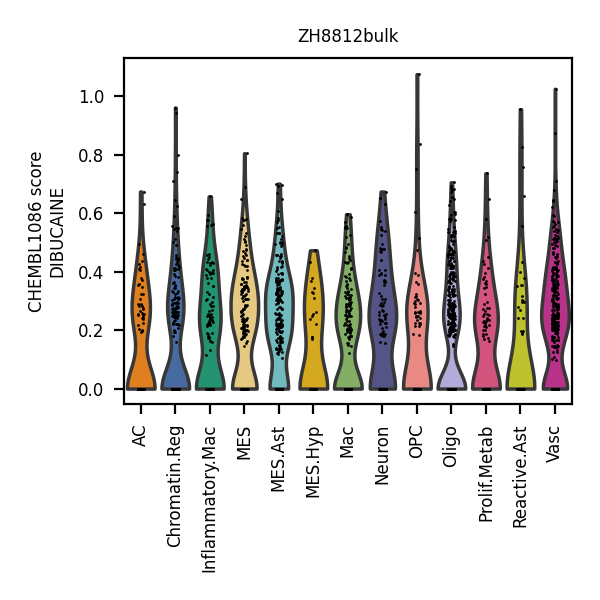 ZH8812bulk
CHEMBL1086 score
DIBUCAINE
1.0
0.8
0.6
0.4
0.2
0.0
AC
Chromatin.Reg
Inflammatory.Mac
MES
MES.Ast
MES.Hyp
Mac
Neuron
OPC
Oligo
Prolif.Metab
Reactive.Ast
Vasc